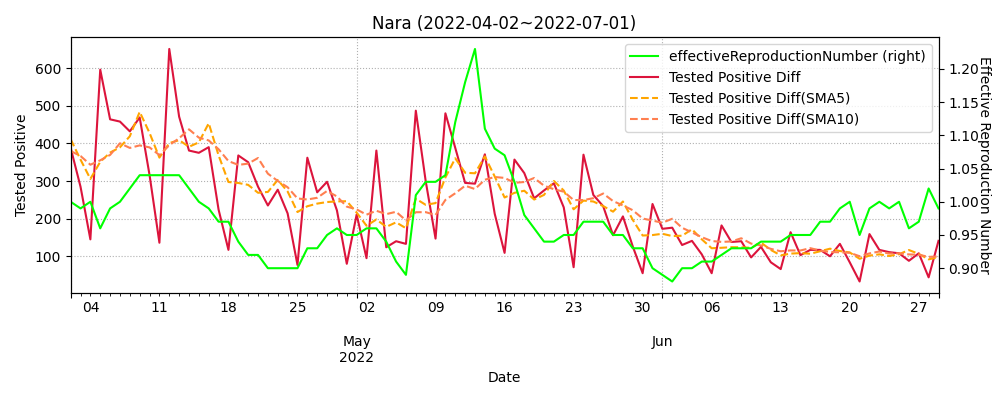 Nara (2022-04-02~2022-07-01)
effectiveReproductionNumber (right)
Tested Positive Diff
Tested Positive Diff(SMA5)
Tested Positive Diff(SMA10)
Tested Positive
600
500
400
300
200
100
1.20
1.15
1.10
1.05
1.00
0.95
0.90
Effective Reproduction Number
04 11 18 25 02 09 16 23 30 06 13 20 27
May Jun
2022
Date